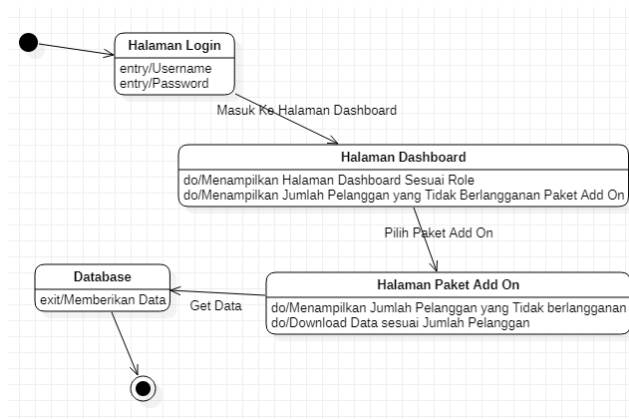 Halaman Login
entry/Username
entry/Password
Masuk Ke Halaman Dashboard
Halaman Dashboard
do/Menampilkan Halaman Dashboard Sesuai Role
do/Menampilkan Jumlah Pelanggan yang Tidak Berlangganan Paket Add On
Pilih Paket Add On
Halaman Paket Add On
do/Menampilkan Jumlah Pelanggan yang Tidak berlangganan
do/Download Data sesuai Jumlah Pelanggan
Get Data
Database
exit/Memberikan Data